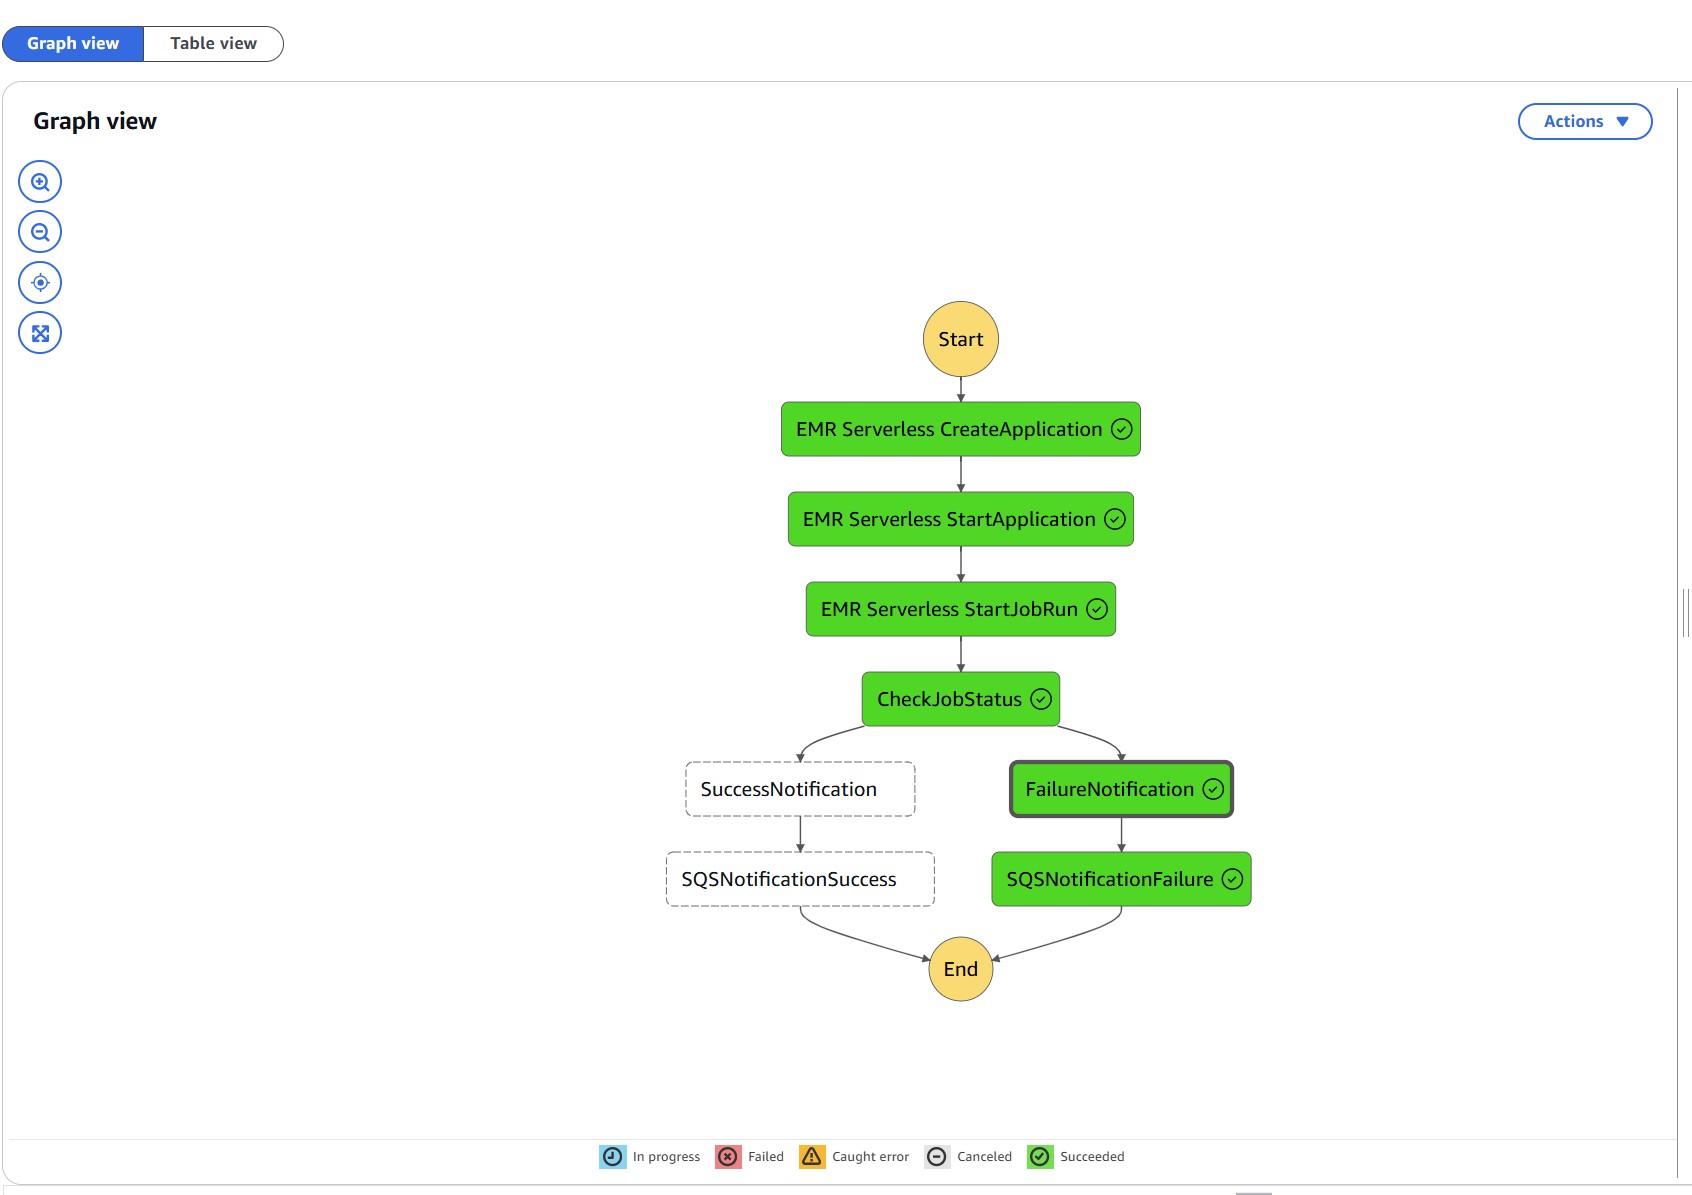 Graph view
Table view
Graph view
Actions
Start
EMR Serverless CreateApplication
EMR Serverless StartApplication
EMR Serverless StartJobRun
CheckJobStatus
SuccessNotification
FailureNotification
SQSNotificationSuccess
SQSNotificationFailure
End
In progress
Failed
Caught error
Canceled
Succeeded